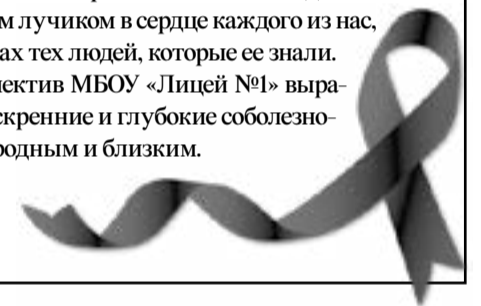 м лучиком в сердце каждого из нас,
ах тех людей, которые ее знали.
лектив МБОУ «Лицей №1» выра-
скренние и глубокие соболезно-
родным и близким.